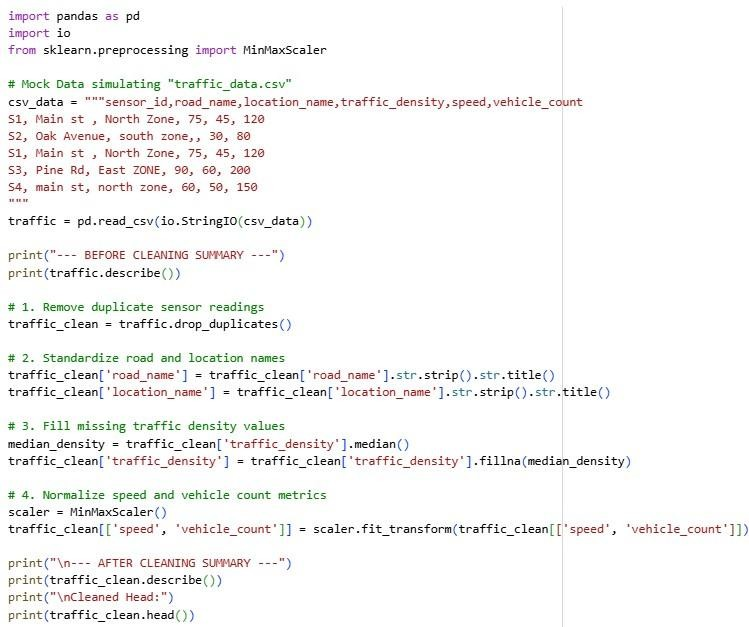 import pandas as pd
import io
from sklearn.preprocessing import MinMaxScaler
# Mock Data simulating "traffic_data.csv"
csv_data = """sensor_id,road_name,location_name,traffic_density,speed,vehicle_count
S1, Main st , North Zone, 75, 45, 120
S2, Oak Avenue, south zone,, 30, 80
S1, Main st , North Zone, 75, 45, 120
S3, Pine Rd, East ZONE, 90, 60, 200
S4, main st, north zone, 60, 50, 150
"""
traffic = pd.read_csv(io.StringIO(csv_data))
print("--- BEFORE CLEANING SUMMARY ---")
print(traffic.describe())
# 1. Remove duplicate sensor readings
traffic_clean = traffic.drop_duplicates()
# 2. Standardize road and location names
traffic_clean['road_name'] = traffic_clean['road_name'].str.strip().str.title()
traffic_clean['location_name'] = traffic_clean['location_name'].str.strip().str.title()
# 3. Fill missing traffic density values
median_density = traffic_clean['traffic_density'].median()
traffic_clean['traffic_density'] = traffic_clean['traffic_density'].fillna(median_density)
# 4. Normalize speed and vehicle count metrics
scaler = MinMaxScaler()
traffic_clean[['speed', 'vehicle_count']] = scaler.fit_transform(traffic_clean[['speed', 'vehicle_count']])
print("\n--- AFTER CLEANING SUMMARY ---")
print(traffic_clean.describe())
print("\nCleaned Head:")
print(traffic_clean.head())